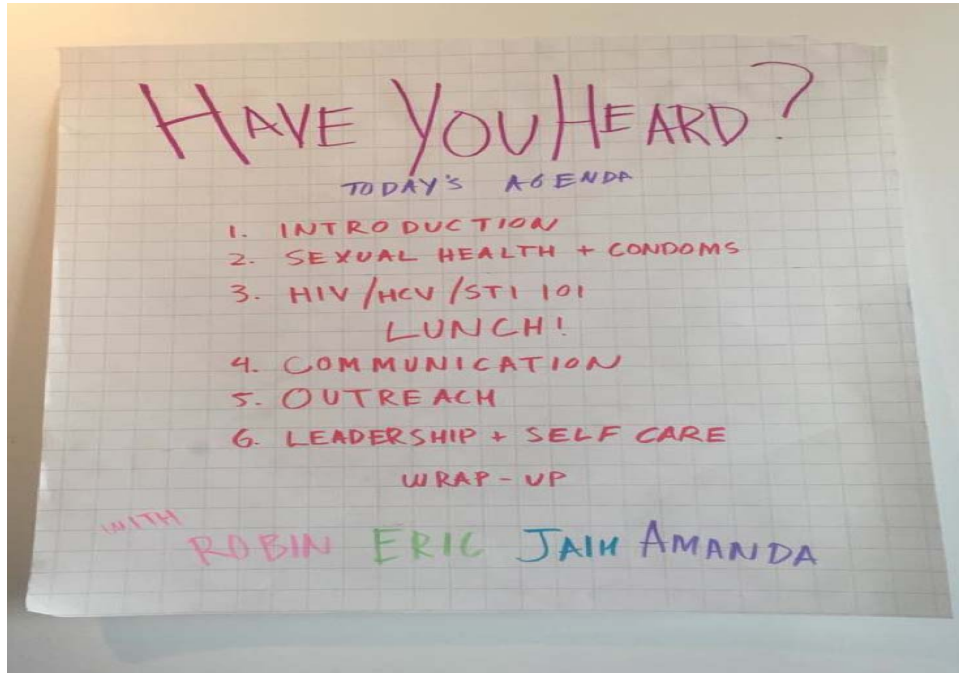 HAVE YOU HEARD?
TODAY'S AGENDA
1. INTRODUCTION
2. SEXUAL HEALTH + CONDOMS
3. HIV/HCV/STI 101
LUNCH!
4. COMMUNICATION
5. OUTREACH
6. LEADERSHIP + SELF CARE
WRAP-UP
WITH
ROBIN ERIC JAIH AMANDA